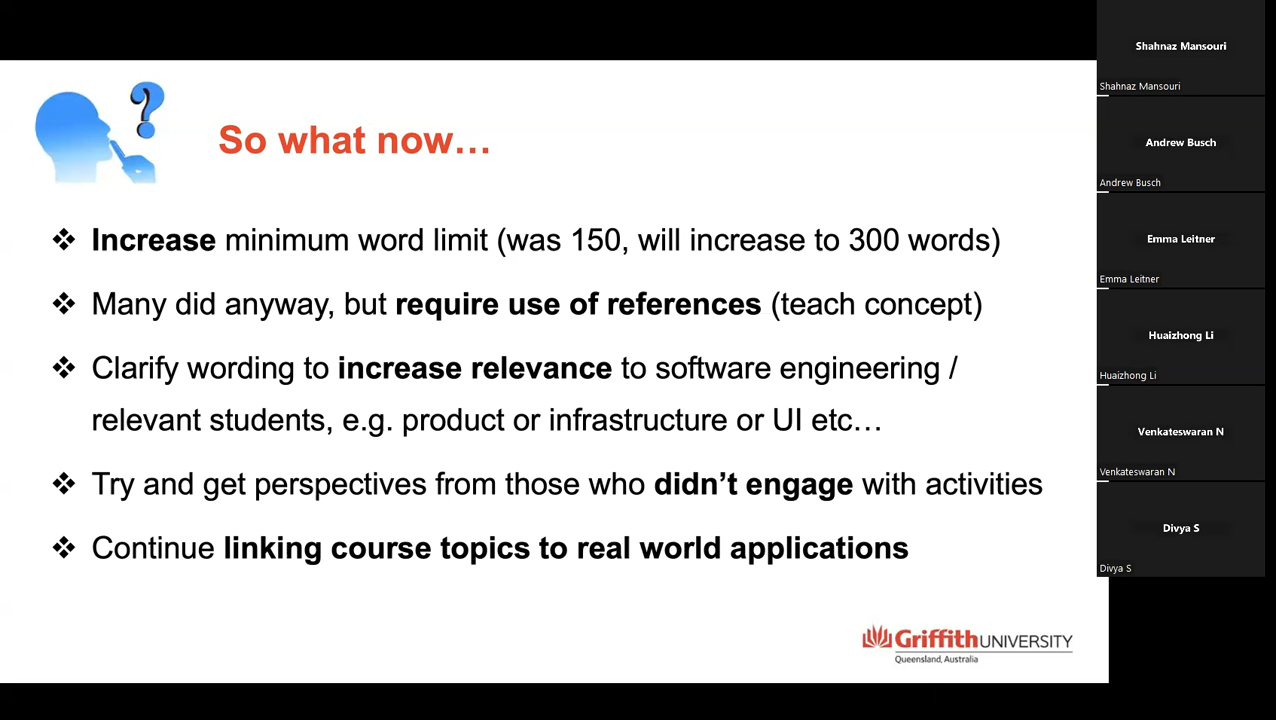 So what now…
❖ Increase minimum word limit (was 150, will increase to 300 words)
❖ Many did anyway, but require use of references (teach concept)
❖ Clarify wording to increase relevance to software engineering /
relevant students, e.g. product or infrastructure or UI etc…
❖ Try and get perspectives from those who didn’t engage with activities
❖ Continue linking course topics to real world applications
Griffith UNIVERSITY
Queensland, Australia
Shahnaz Mansouri
Shahnaz Mansouri
Andrew Busch
Andrew Busch
Emma Leitner
Emma Leitner
Huaizhong Li
Huaizhong Li
Venkateswaran N
Venkateswaran N
Divya S
Divya S